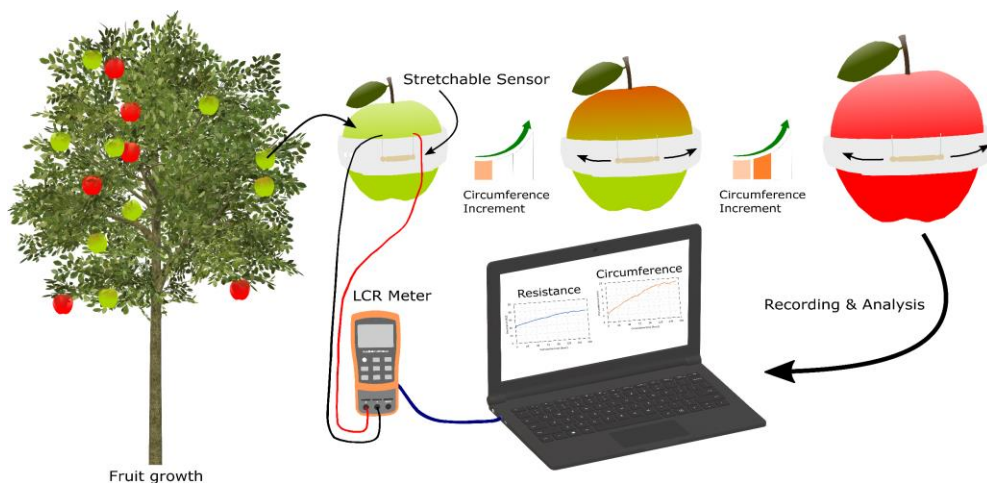 Stretchable Sensor
Circumference
Increment
Circumference
Increment
LCR Meter
Resistance
Circumference
Recording & Analysis
Fruit growth